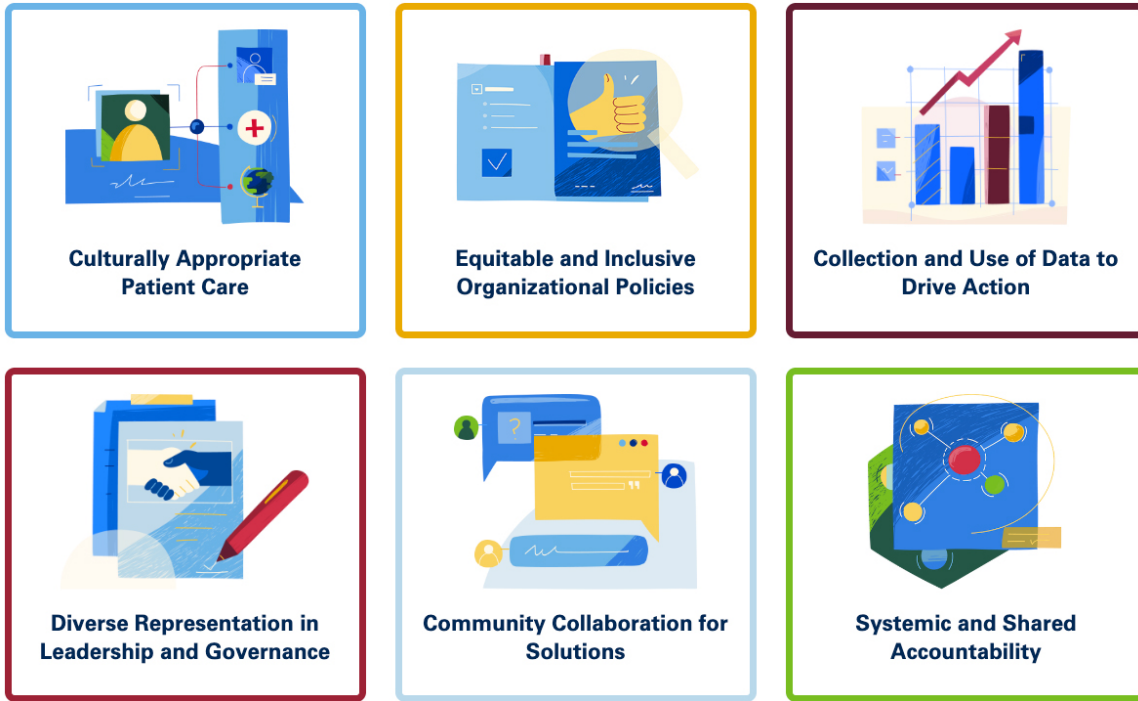 Culturally Appropriate
Patient Care
Equitable and Inclusive
Organizational Policies
Collection and Use of Data to
Drive Action
?
Diverse Representation in
Leadership and Governance
Community Collaboration for
Solutions
Systemic and Shared
Accountability